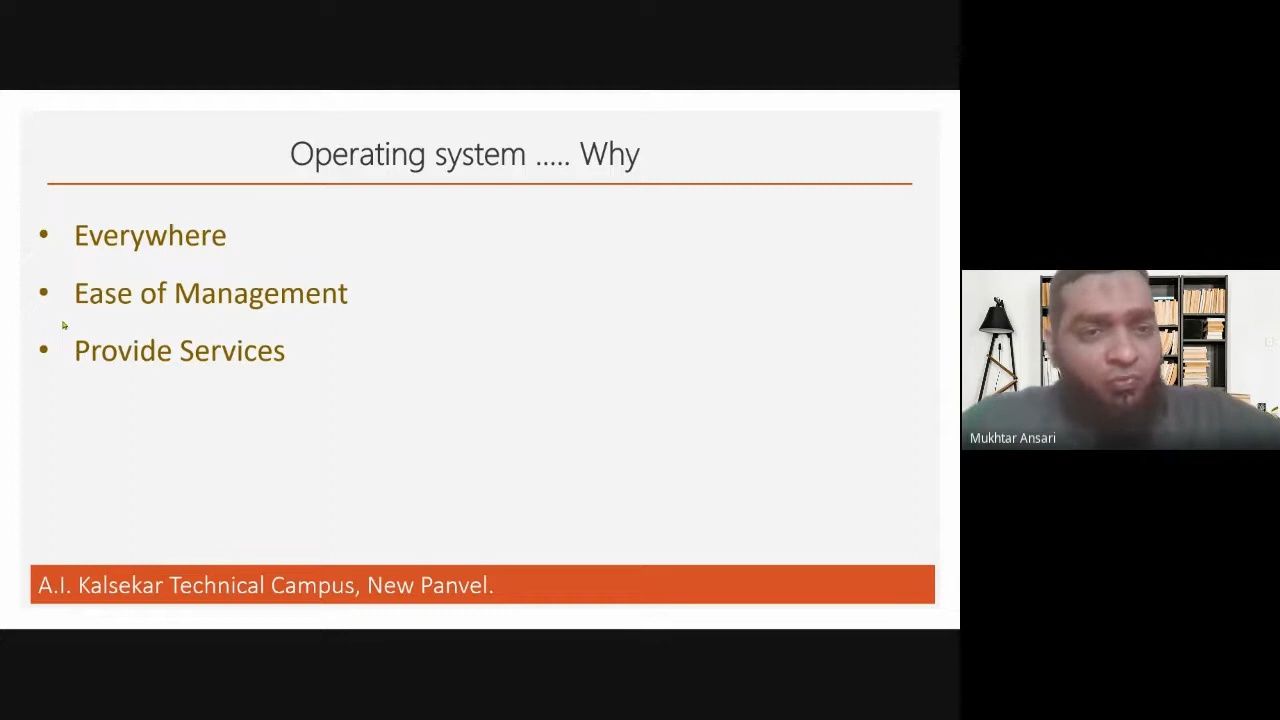 Operating system ..... Why
• Everywhere
• Ease of Management
• Provide Services
A.I. Kalsekar Technical Campus, New Panvel.
Mukhtar Ansari